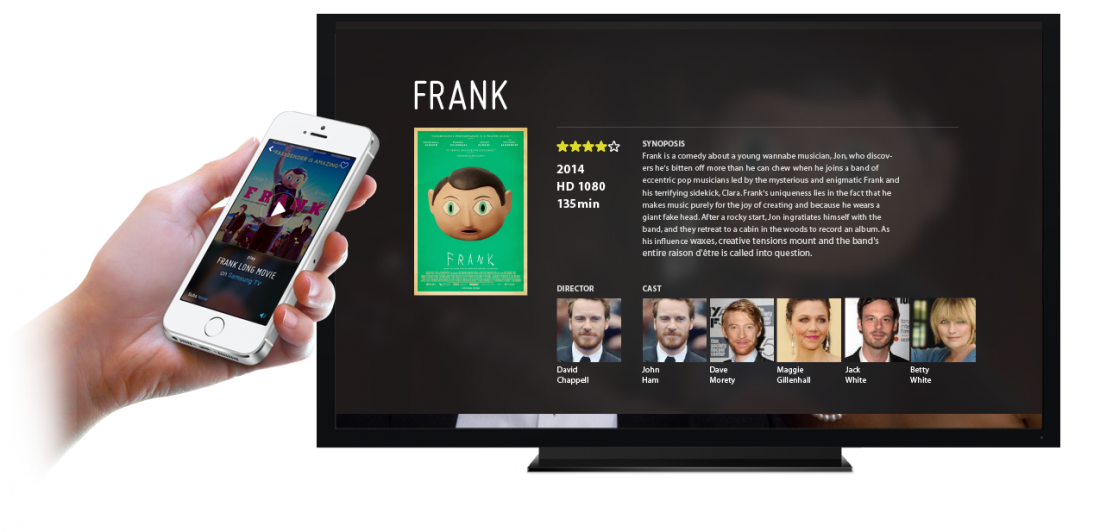 FASSBENDER IS AMAZING
FRANK
FRANK LONG MOVIE
on Samsung TV
FRANK
FRANK
2014
HD 1080
135min
SYNOPOSIS
Frank is a comedy about a young wannabe musician, Jon, who discov-
ers he's bitten off more than he can chew when he joins a band of
eccentric pop musicians led by the mysterious and enigmatic Frank and
his terrifying sidekick, Clara. Frank's uniqueness lies in the fact that he
makes music purely for the joy of creating and because he wears a
giant fake head. After a rocky start, Jon ingratiates himself with the
band, and they retreat to a cabin in the woods to record an album. As
his influence waxes, creative tensions mount and the band's
entire raison d'être is called into question.
DIRECTOR
David
Chappell
CAST
John
Ham
Dave
Morety
Maggie
Gillenhall
Jack
White
Betty
White